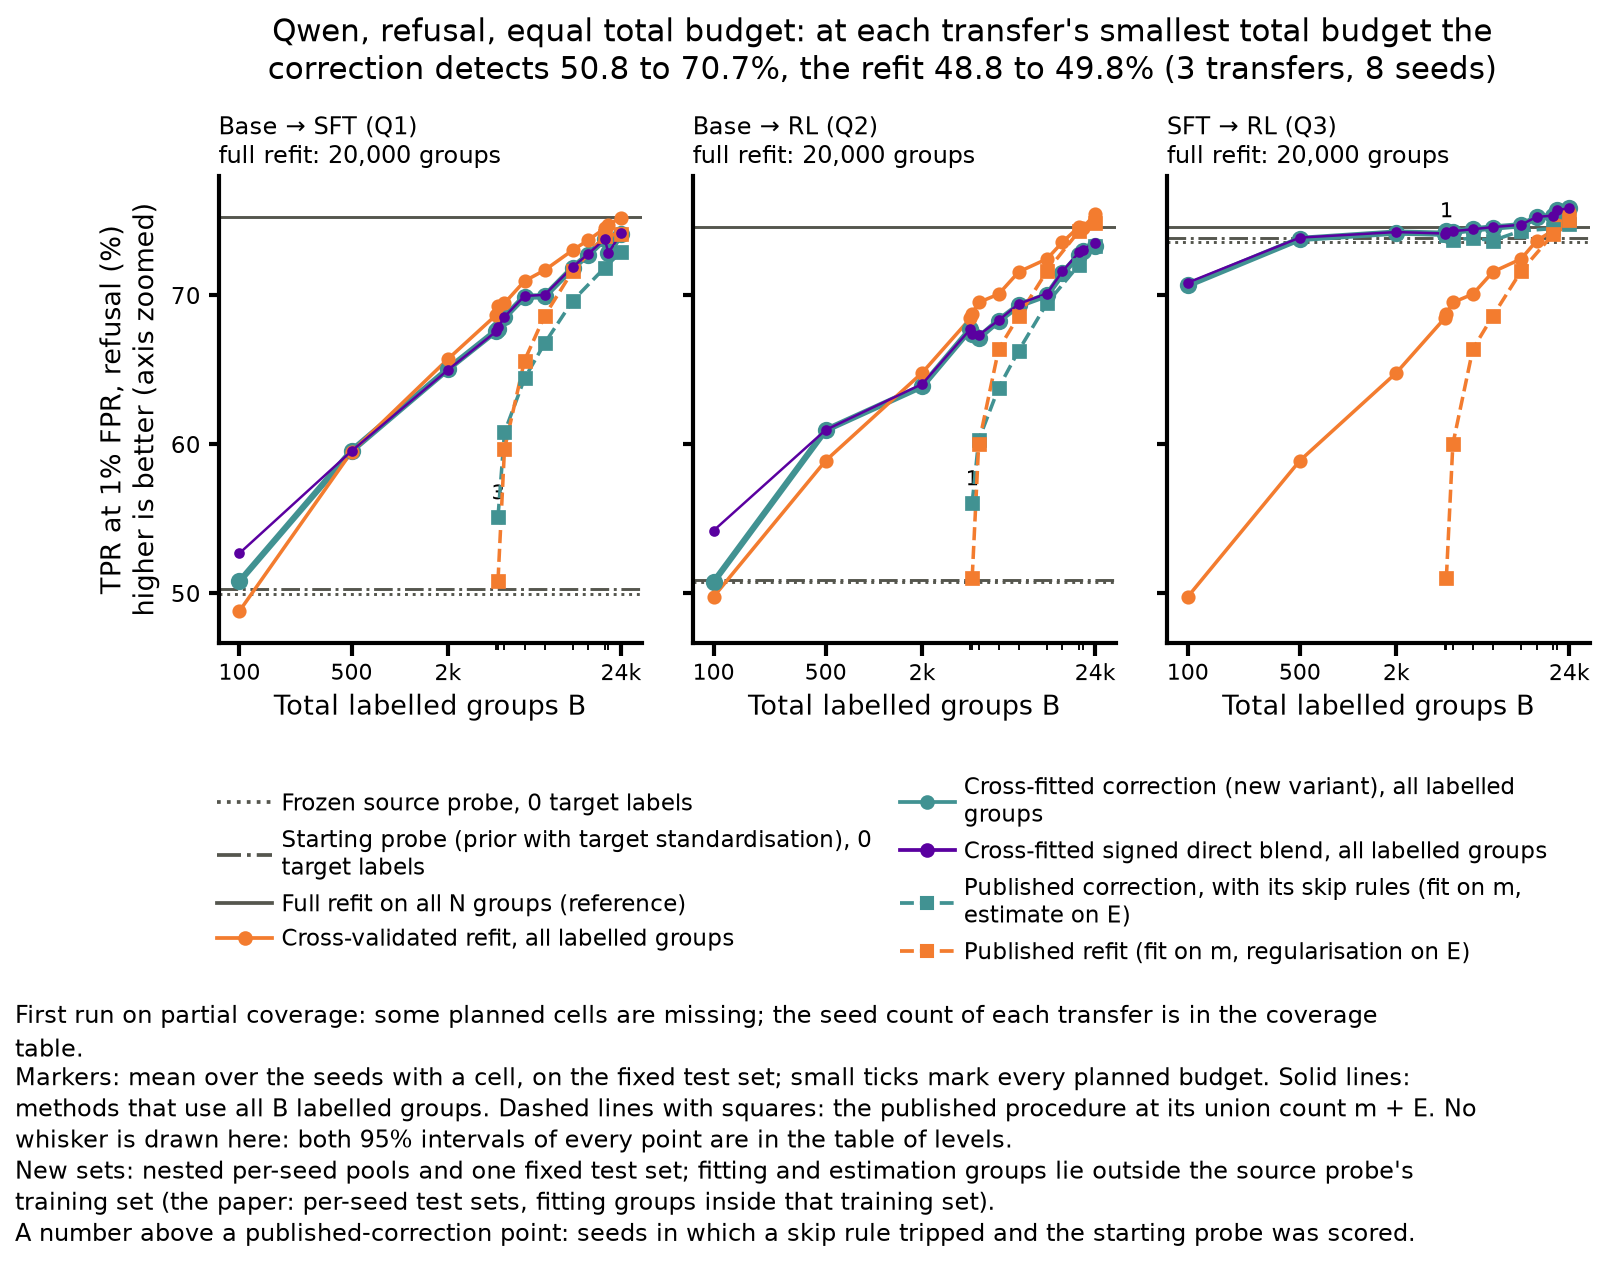 Qwen, refusal, equal total budget: at each transfer's smallest total budget the
correction detects 50.8 to 70.7%, the refit 48.8 to 49.8% (3 transfers, 8 seeds)
Base → SFT (Q1)
full refit: 20,000 groups
Base → RL (Q2)
full refit: 20,000 groups
SFT → RL (Q3)
full refit: 20,000 groups
TPR at 1% FPR, refusal (%)
higher is better (axis zoomed)
70
60
50
3
1
1
100 500 2k 24k
100 500 2k 24k
100 500 2k 24k
Total labelled groups B
Total labelled groups B
Total labelled groups B
Frozen source probe, 0 target labels
Starting probe (prior with target standardisation), 0
target labels
Full refit on all N groups (reference)
Cross-validated refit, all labelled groups
Cross-fitted correction (new variant), all labelled
groups
Cross-fitted signed direct blend, all labelled groups
Published correction, with its skip rules (fit on m,
estimate on E)
Published refit (fit on m, regularisation on E)
First run on partial coverage: some planned cells are missing; the seed count of each transfer is in the coverage
table.
Markers: mean over the seeds with a cell, on the fixed test set; small ticks mark every planned budget. Solid lines:
methods that use all B labelled groups. Dashed lines with squares: the published procedure at its union count m + E. No
whisker is drawn here: both 95% intervals of every point are in the table of levels.
New sets: nested per-seed pools and one fixed test set; fitting and estimation groups lie outside the source probe's
training set (the paper: per-seed test sets, fitting groups inside that training set).
A number above a published-correction point: seeds in which a skip rule tripped and the starting probe was scored.